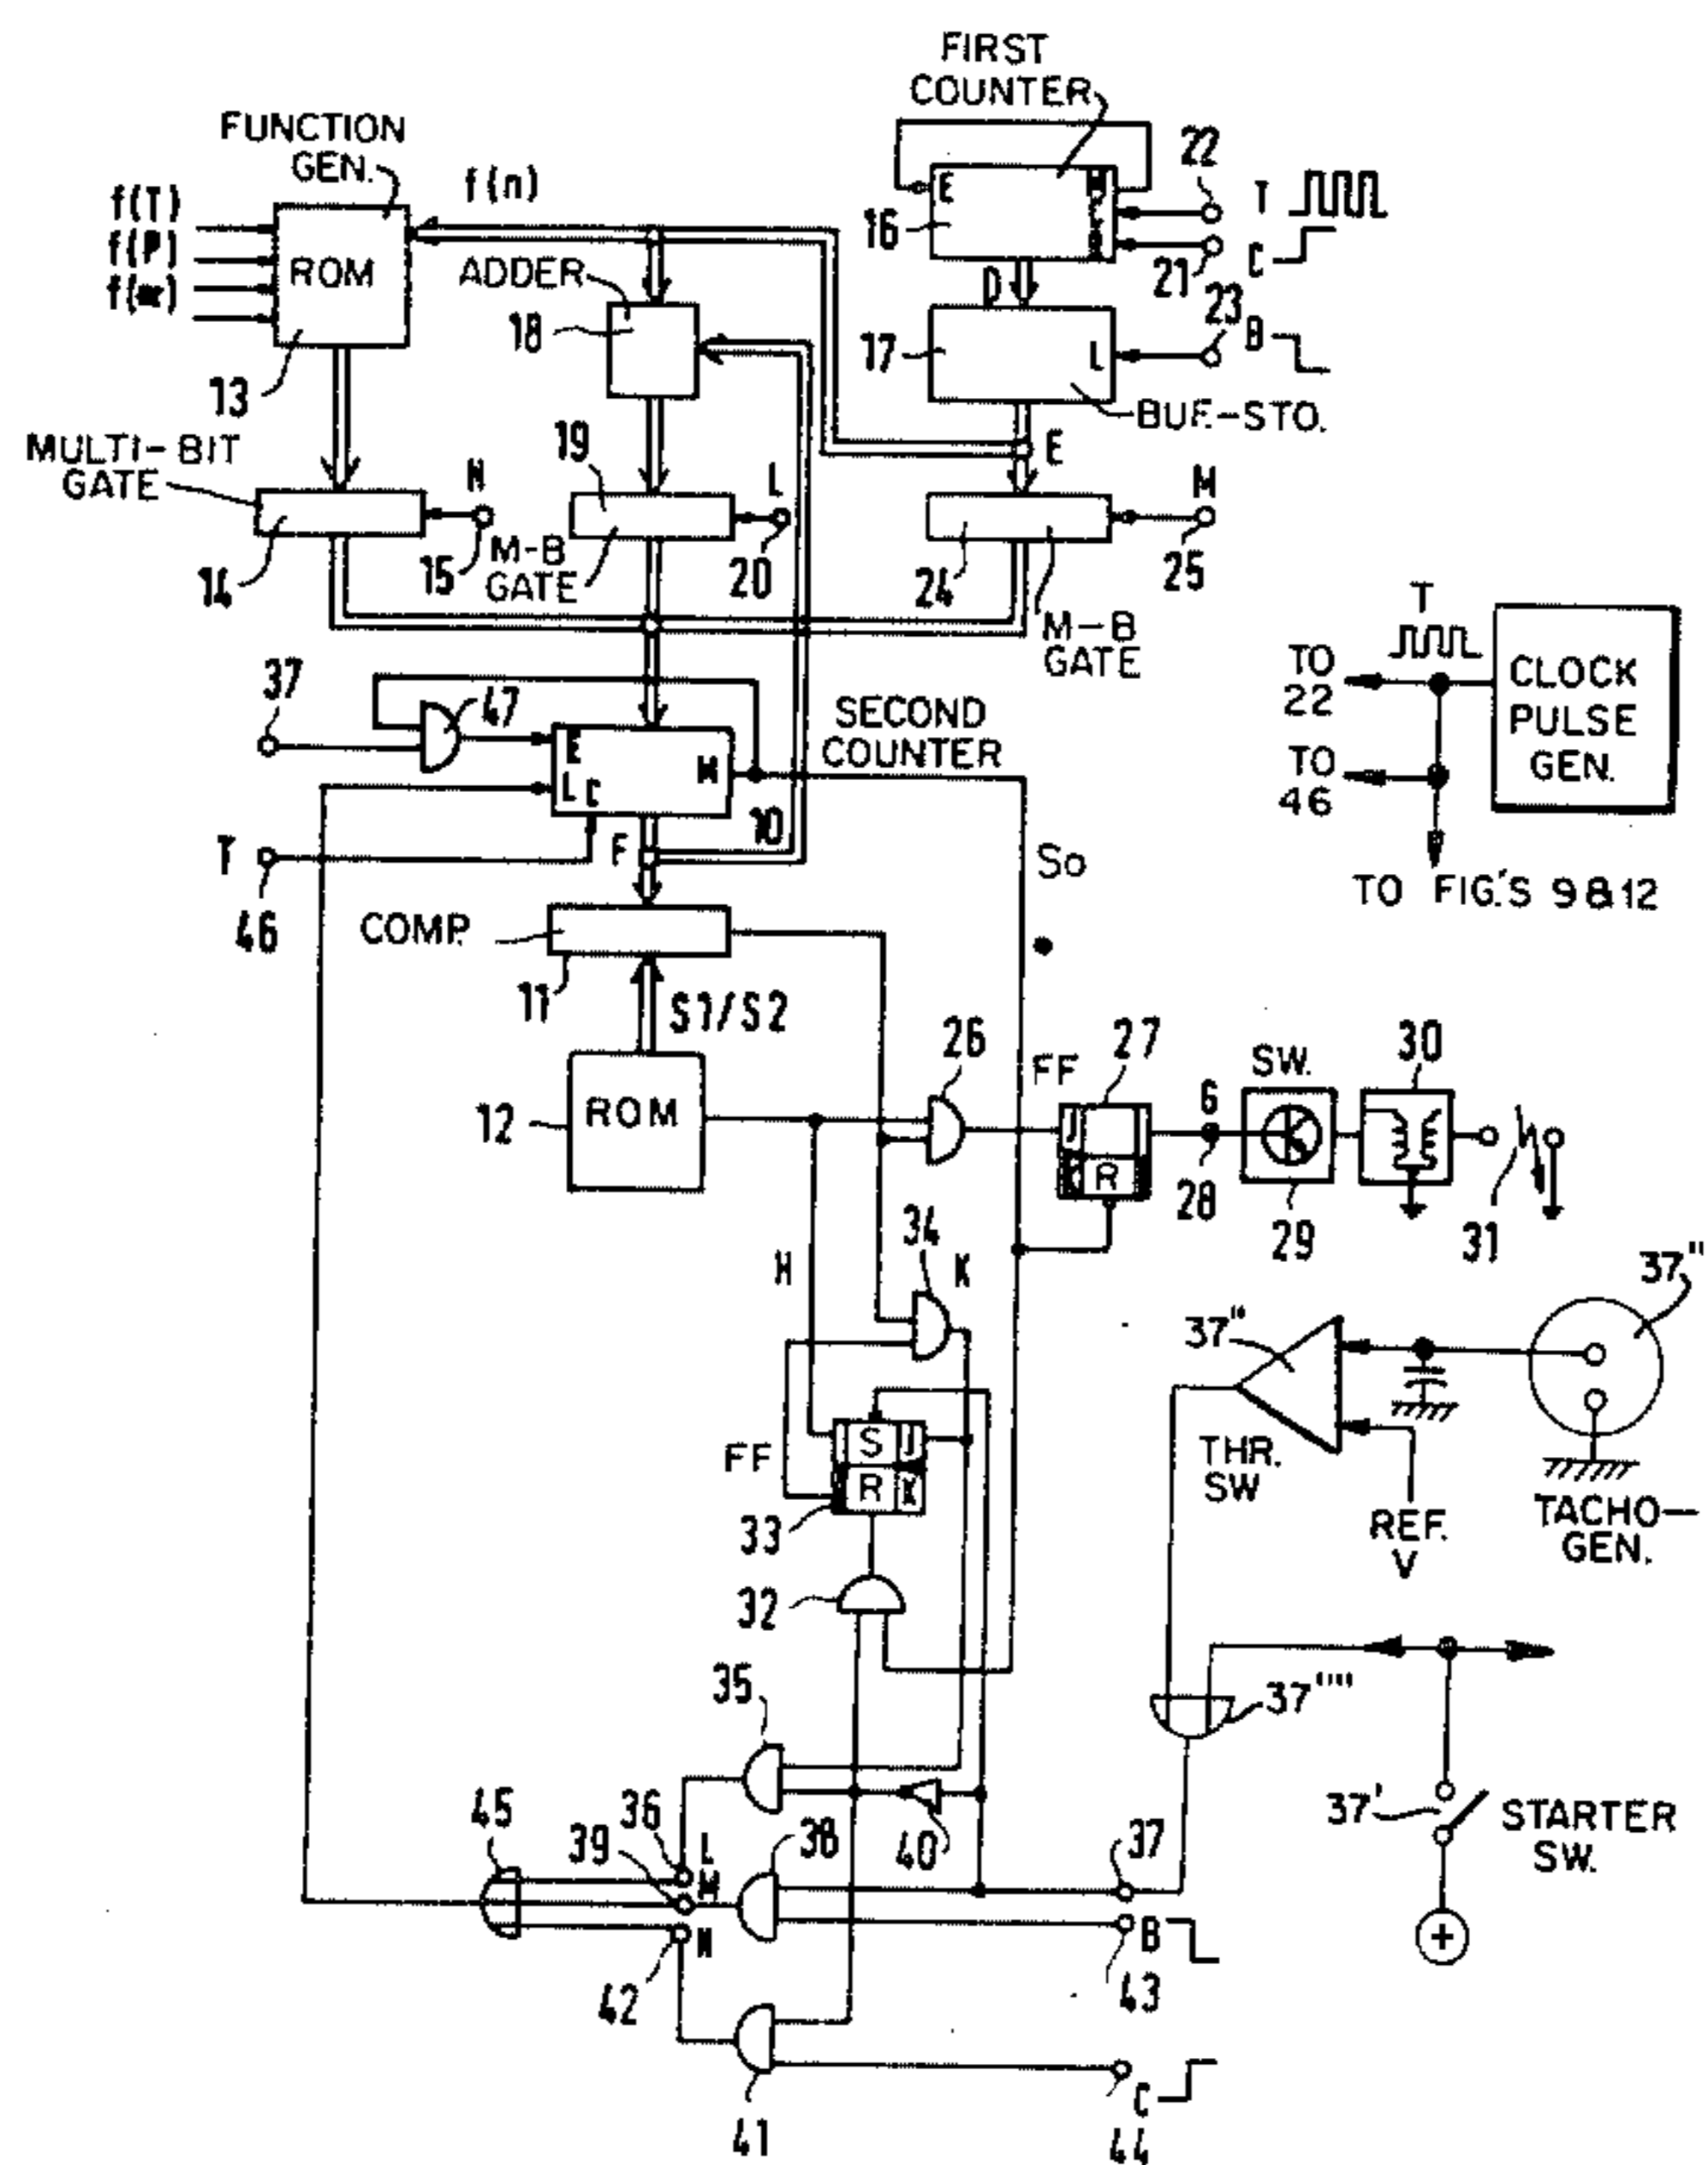 FIRST
COUNTER
FUNCTION
GEN.
f(n)
22
f(T)
f(P)
E
M
T
16
ROM
ADDER
C
21
D
18
23
17
L
B
13
BUF.-STO.
19
E
MULTI-BIT
GATE
N
L
M
14
15
M-B
GATE
20
24
25
M-B
GATE
T
TO
22
CLOCK
PULSE
GEN.
TO
46
TO FIG.'S 9 & 12
37
47
SECOND
COUNTER
E
M
L
C
10
T
F
So
46
COMP.
11
S1/S2
26
FF
27
SW.
30
12
ROM
J
G
K
R
28
29
31
H
34
K
37"
37"
FF
S
J
THR.
SW
R
K
33
REF.
V
TACHO-
GEN.
32
35
37""
45
36
L
38
40
37
37'
STARTER
SW.
39
M
N
B
42
43
+
C
41
44